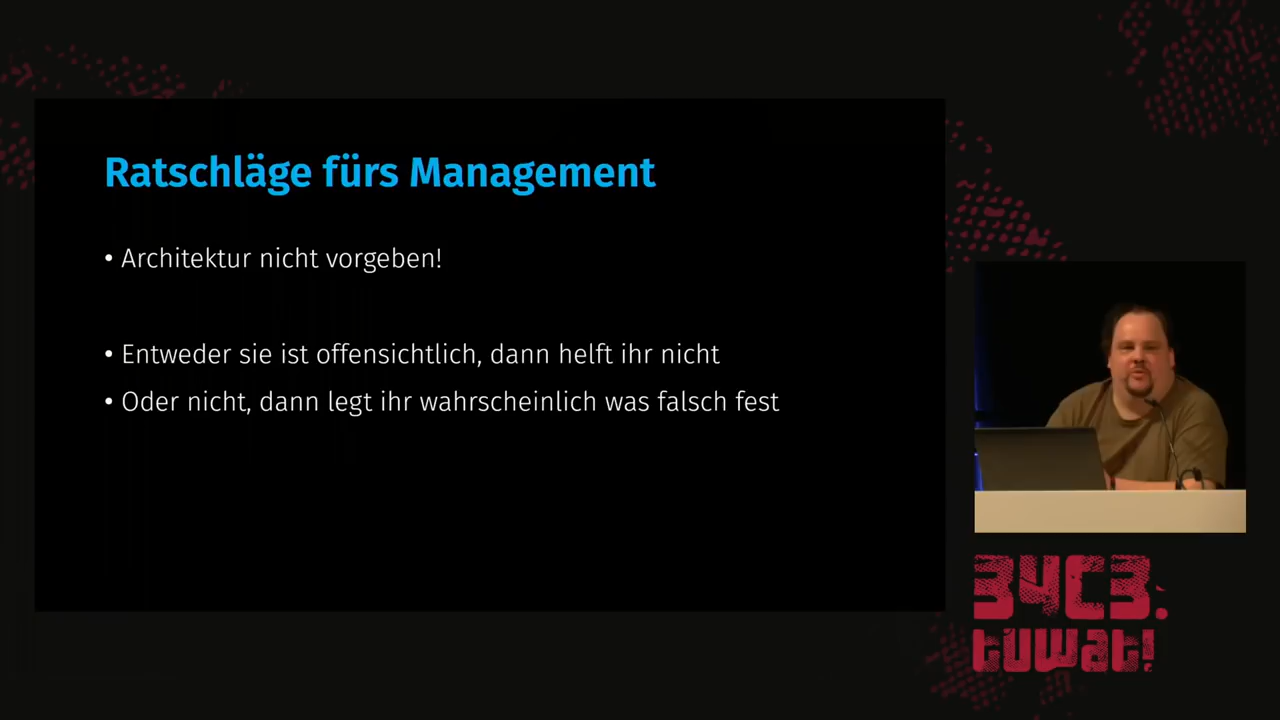 Ratschläge fürs Management
• Architektur nicht vorgeben!
• Entweder sie ist offensichtlich, dann helft ihr nicht
• Oder nicht, dann legt ihr wahrscheinlich was falsch fest
34C3.
tuwat!